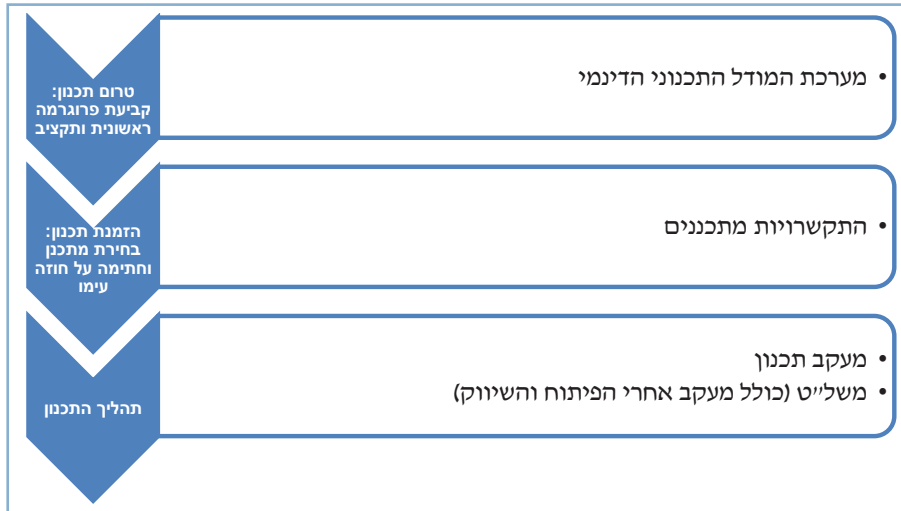 טרום תכנון:
קביעת פרוגרמה
ראשונית ותקציב
• מערכת המודל התכנוני הדינמי
הזמנת תכנון:
בחירת מתכנן
וחתימה על חוזה
עימו
• התקשרויות מתכננים
תהליך התכנון
• מעקב תכנון
• משל״ט (כולל מעקב אחרי הפיתוח והשיווק)